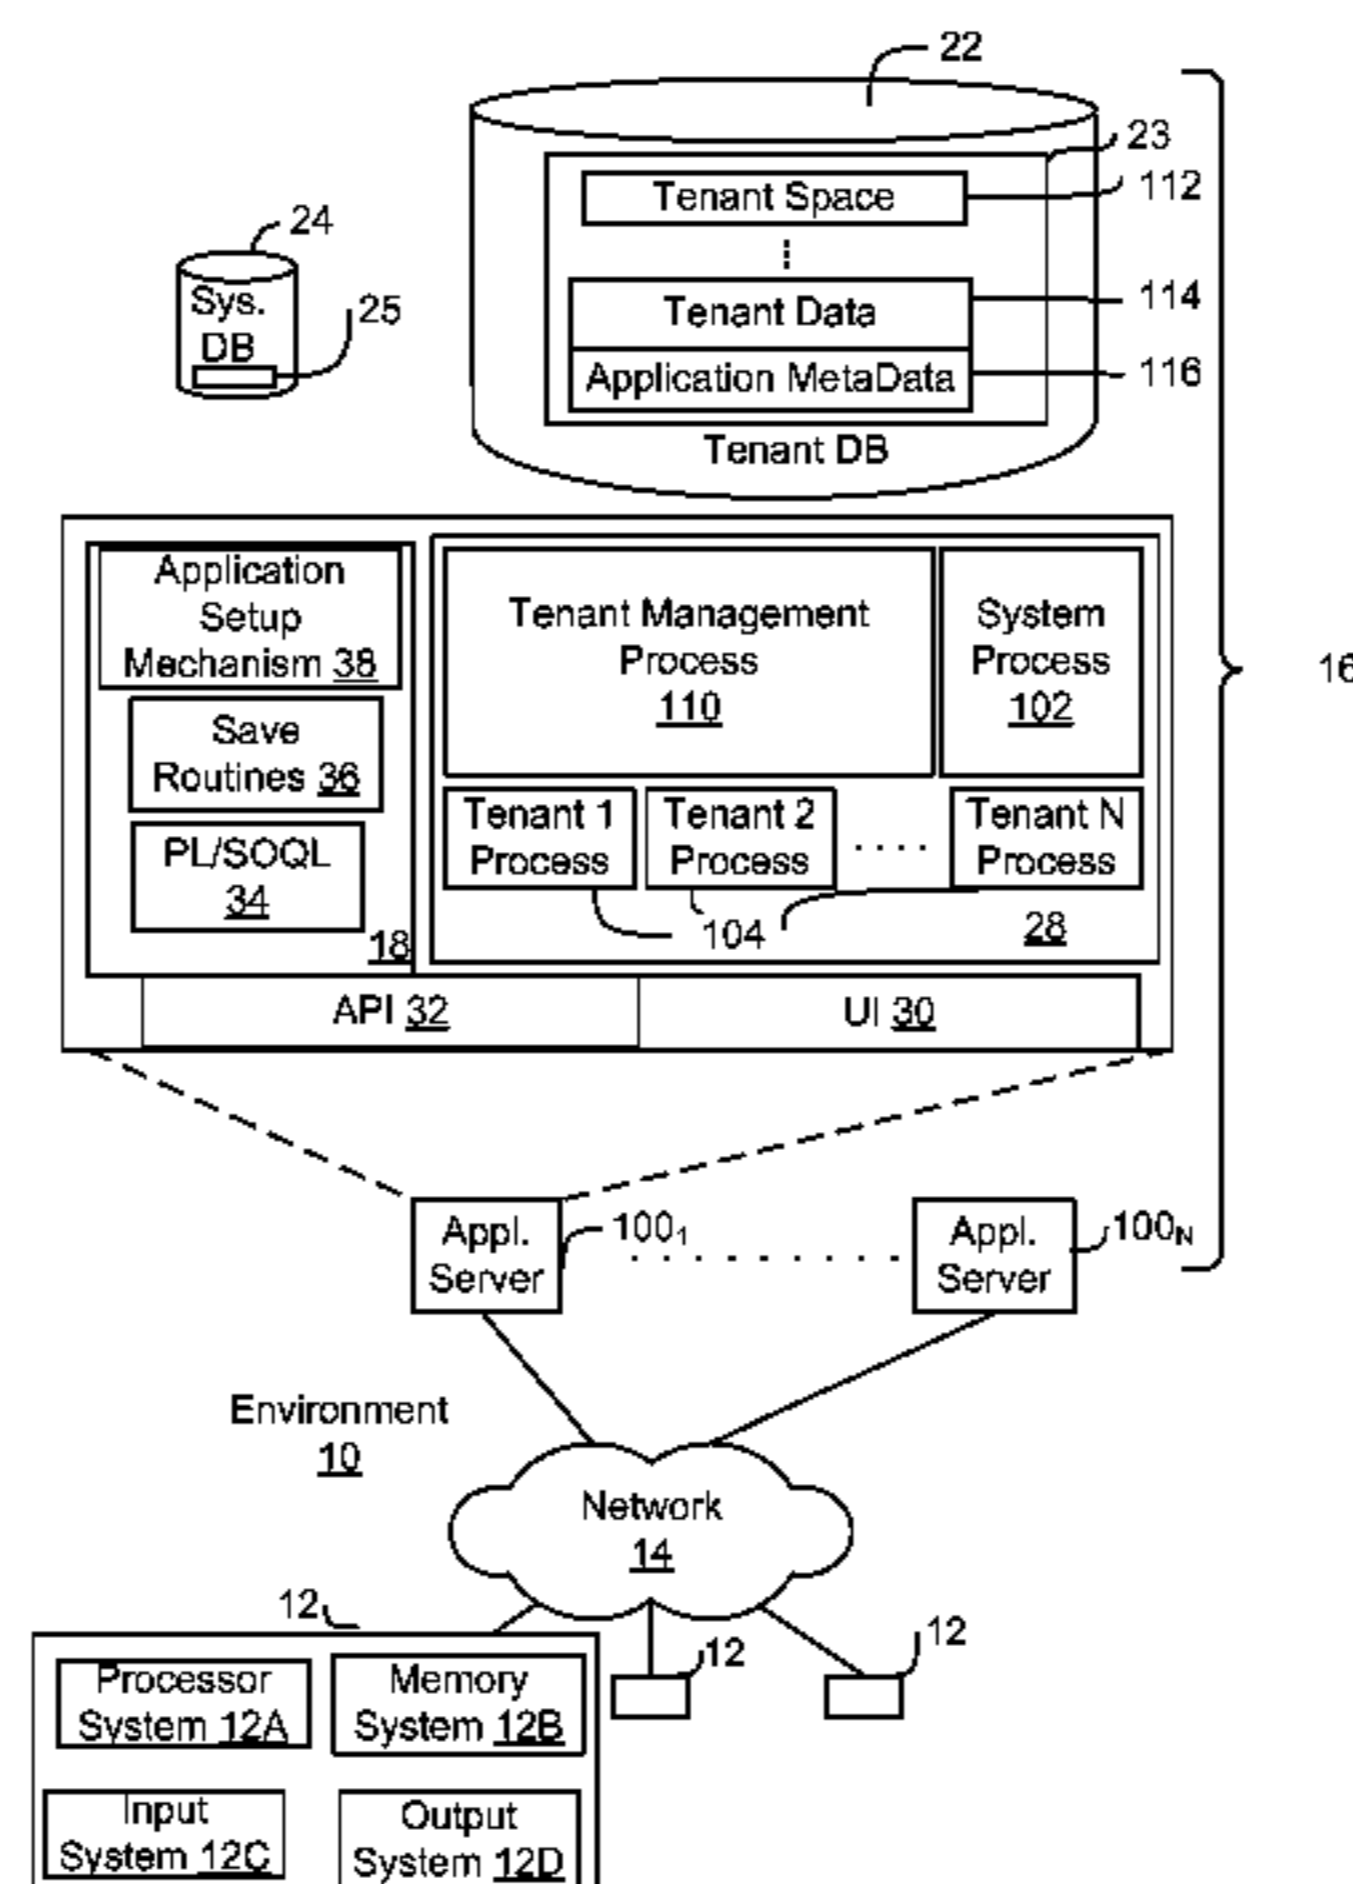 22
23
Tenant Space
112
24
Sys.
DB
25
Tenant Data
114
Application MetaData
116
Tenant DB
Application
Setup
Mechanism 38
Tenant Management
Process
110
System
Process
102
16
Save
Routines 36
PL/SOQL
34
18
Tenant 1
Process
Tenant 2
Process
....
Tenant N
Process
104
28
API 32
UI 30
Appl.
Server
100₁
Appl.
Server
100N
Environment
10
Network
14
12
12
12
Processor
System 12A
Memory
System 12B
Input
System 12C
Output
System 12D